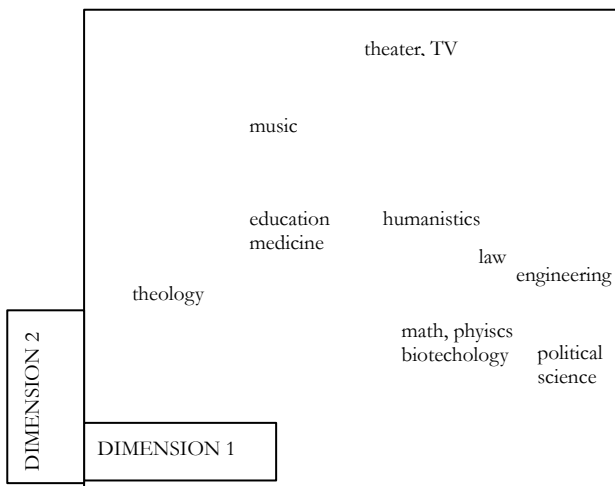 theater, TV
music
education
medicine
humanistics
law
engineering
theology
math, phyiscs
biotechology
political
science
DIMENSION 2
DIMENSION 1